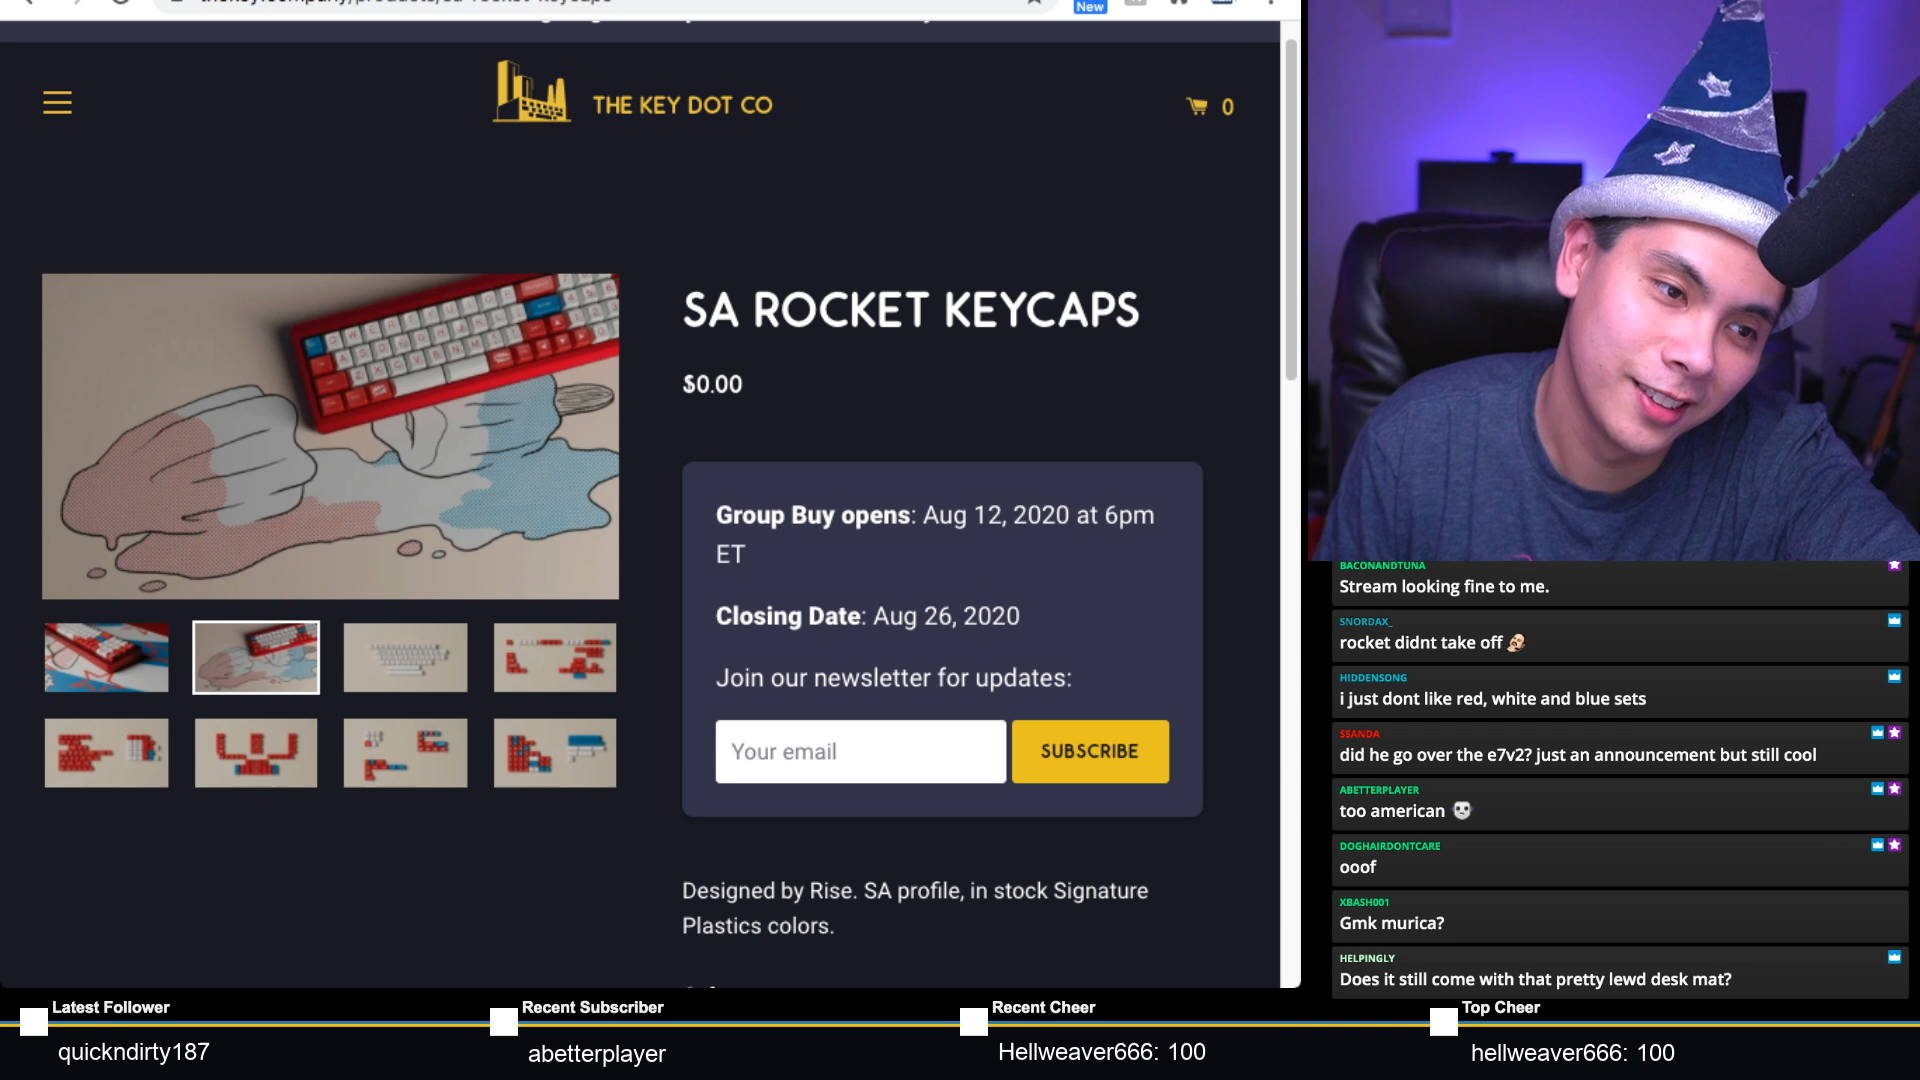 New
THE KEY DOT CO
0
SA ROCKET KEYCAPS
$0.00
Group Buy opens: Aug 12, 2020 at 6pm
ET
Closing Date: Aug 26, 2020
Join our newsletter for updates:
Your email
SUBSCRIBE
Designed by Rise. SA profile, in stock Signature
Plastics colors.
BACONANDTUNA
Stream looking fine to me.
SNORDAX_
rocket didnt take off
HIDDENSONG
i just dont like red, white and blue sets
SSANDA
did he go over the e7v2? just an announcement but still cool
ABETTERPLAYER
too american
DOGHAIRDONTCARE
ooof
XBASH001
Gmk murica?
HELPINGLY
Does it still come with that pretty lewd desk mat?
Latest Follower
quickndirty187
Recent Subscriber
abetterplayer
Recent Cheer
Hellweaver666: 100
Top Cheer
hellweaver666: 100